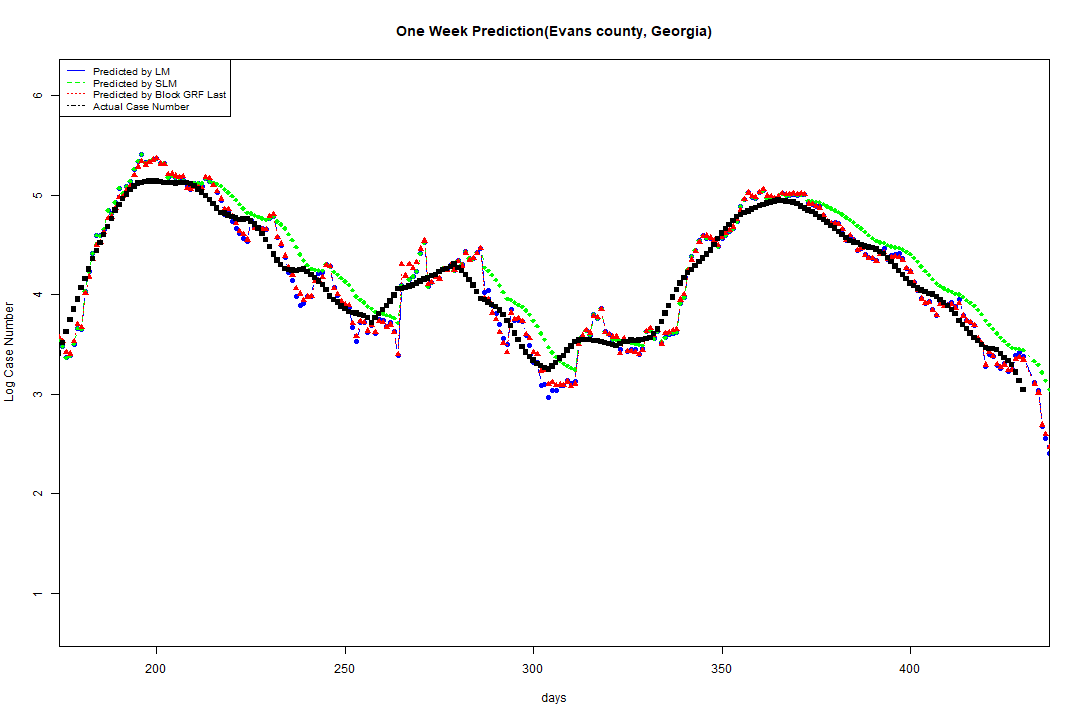 One Week Prediction(Evans county, Georgia)
Predicted by LM
Predicted by SLM
Predicted by Block GRF Last
Actual Case Number
6
5
4
3
2
1
Log Case Number
200 250 300 350 400
days